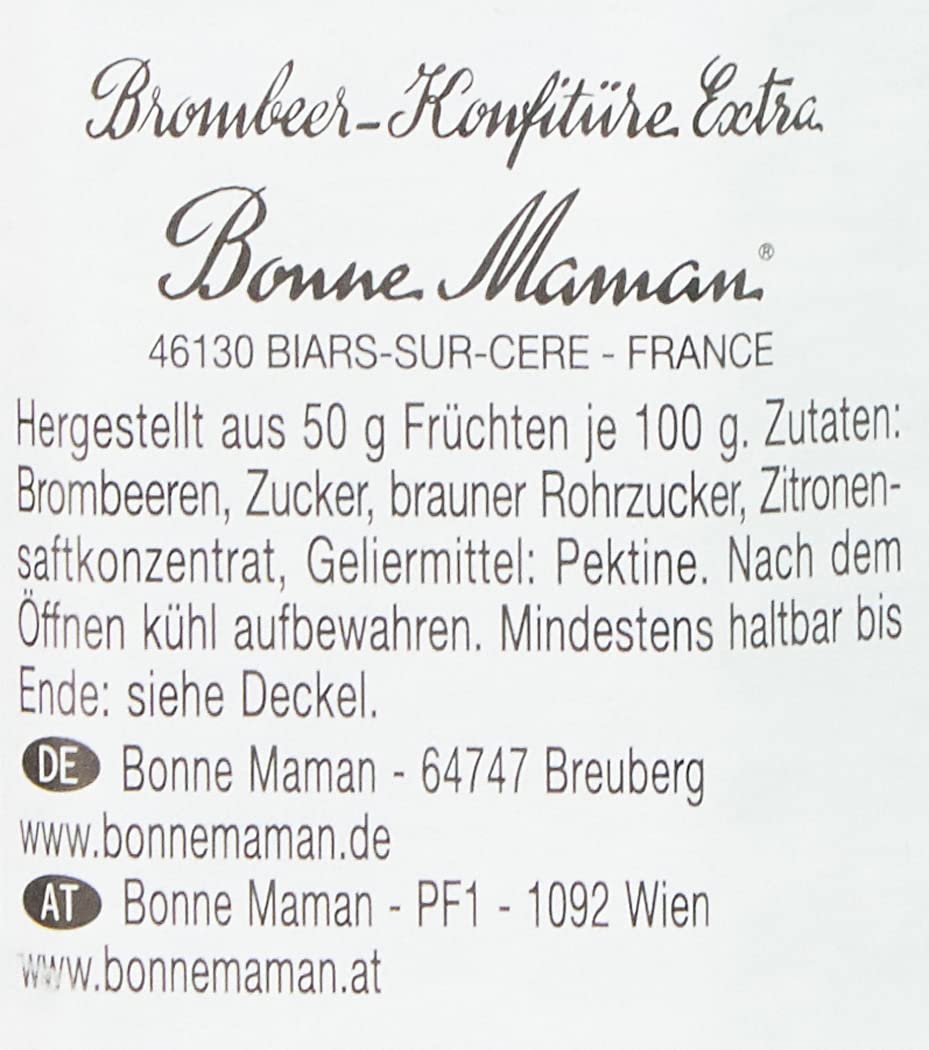 Brombeer-Konfitüre Extra
Bonne Maman®
46130 BIARS-SUR-CERE - FRANCE
Hergestellt aus 50 g Früchten je 100 g. Zutaten:
Brombeeren, Zucker, brauner Rohrzucker, Zitronen-
saftkonzentrat, Geliermittel: Pektine. Nach dem
Öffnen kühl aufbewahren. Mindestens haltbar bis
Ende: siehe Deckel.
DE Bonne Maman - 64747 Breuberg
www.bonnemaman.de
AT Bonne Maman - PF1 - 1092 Wien
www.bonnemaman.at